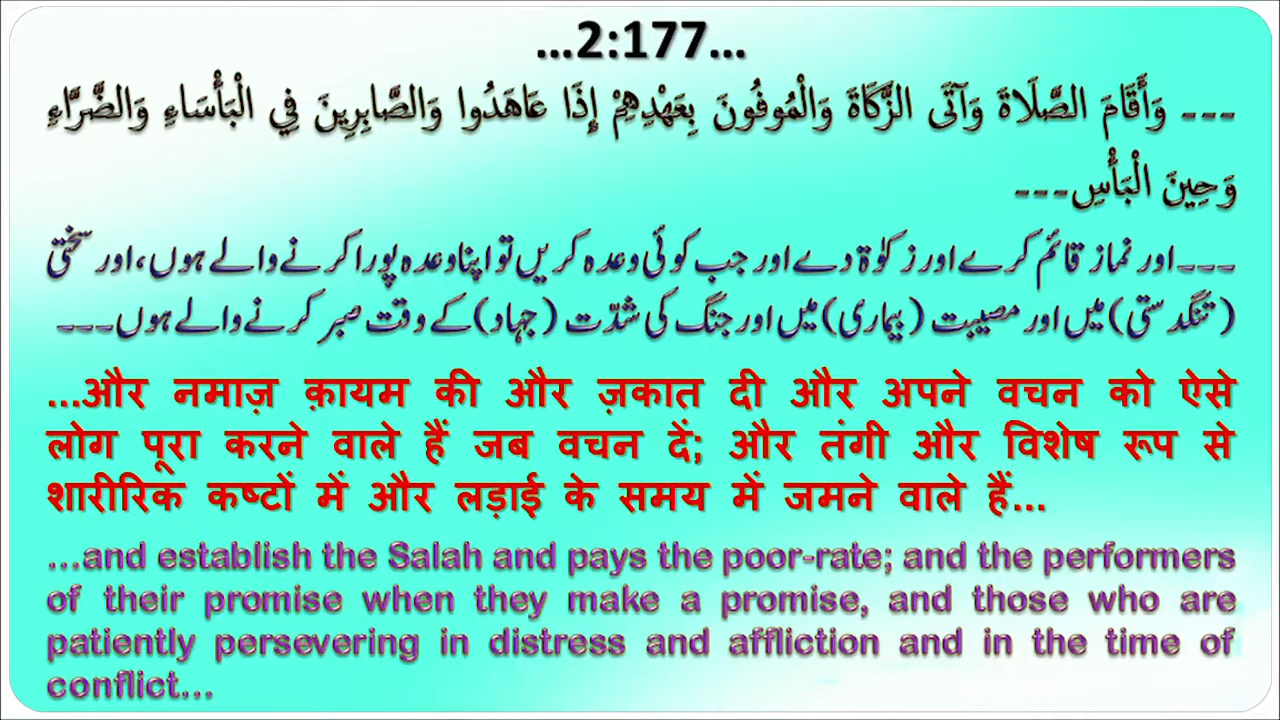 ...2:177...
--- وَأَقَامَ الصَّلَاةَ وَآتَى الزَّكَاةَ وَالْمُوفُونَ بِعَهْدِهِمْ إِذَا عَاهَدُوا وَالصَّابِرِينَ فِي الْبَأْسَاءِ وَالضَّرَّاءِ
وَحِينَ الْبَأْسِ---
---اور نماز قائم کرے اور زکوٰۃ دے اور جب کوئی وعدہ کریں تو اپنا وعدہ پورا کرنے والے ہوں، اور سختی
(تنگدستی) میں اور مصیبت (بیماری) میں اور جنگ کی شدّت (جہاد) کے وقت صبر کرنے والے ہوں---
...और नमाज़ क़ायम की और ज़कात दी और अपने वचन को ऐसे
लोग पूरा करने वाले हैं जब वचन दें; और तंगी और विशेष रूप से
शारीरिक कष्टों में और लड़ाई के समय में जमने वाले हैं...
...and establish the Salah and pays the poor-rate; and the performers
of their promise when they make a promise, and those who are
patiently persevering in distress and affliction and in the time of
conflict...